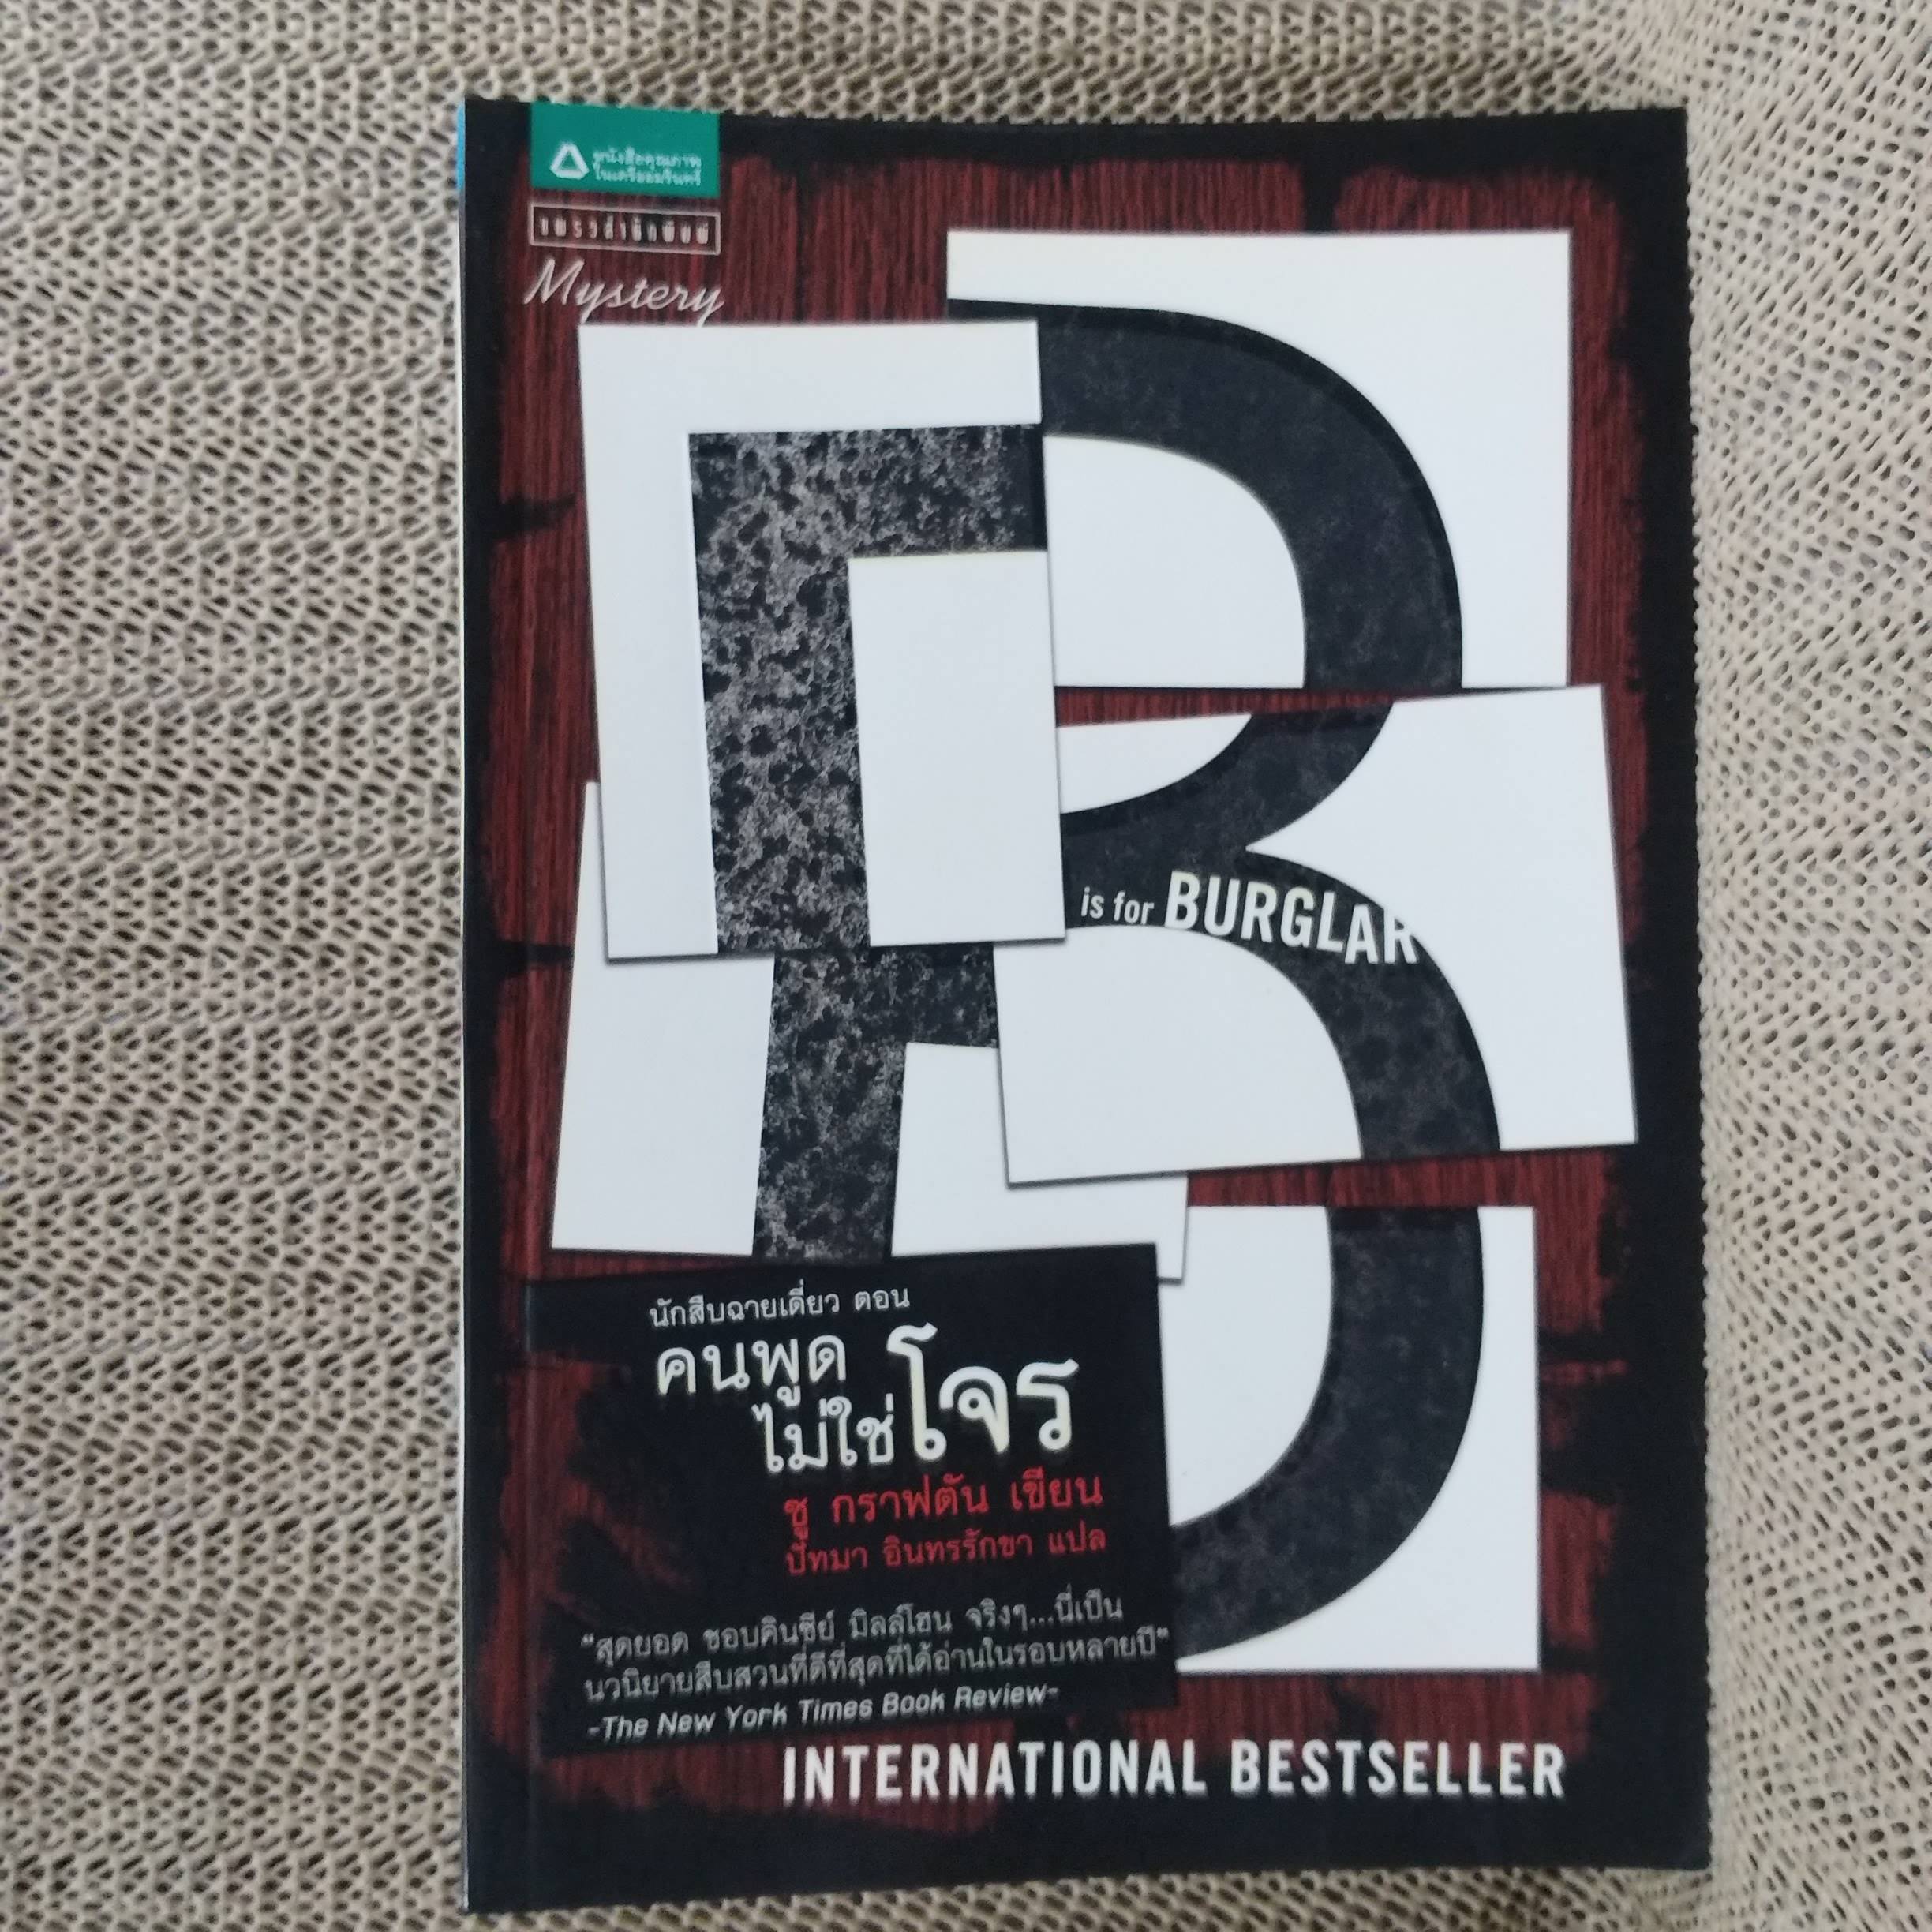 หนังสือคุณภาพ
ในเครืออมรินทร์
แพรวสำนักพิมพ์
Mystery
B
is for BURGLAR
นักสืบฉายเดี่ยว ตอน
คนพูด
ไม่ใช่โจร
ซู กราฟตัน เขียน
ปัทมา อินทรรักขา แปล
"สุดยอด ชอบคินซีย์ มิลล์โฮน จริงๆ...นี่เป็น
นวนิยายสืบสวนที่ดีที่สุดที่ได้อ่านในรอบหลายปี"
-The New York Times Book Review-
INTERNATIONAL BESTSELLER